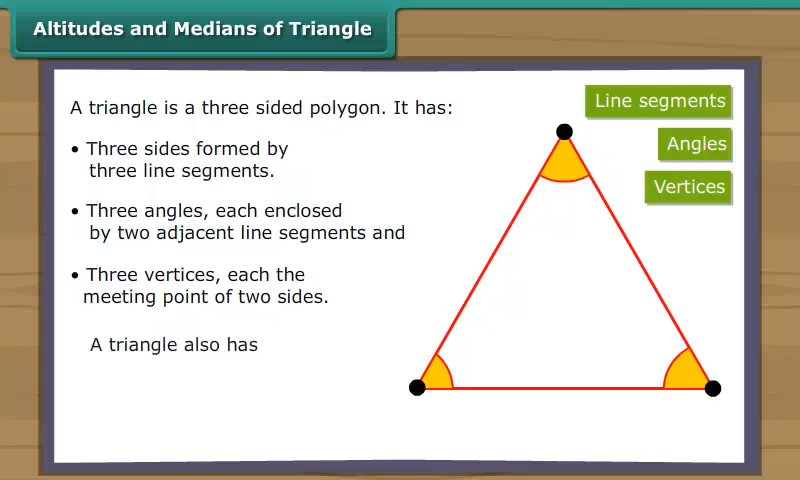 Altitudes and Medians of Triangle
A triangle is a three sided polygon. It has:
• Three sides formed by
three line segments.
• Three angles, each enclosed
by two adjacent line segments and
• Three vertices, each the
meeting point of two sides.
A triangle also has
Line segments
Angles
Vertices